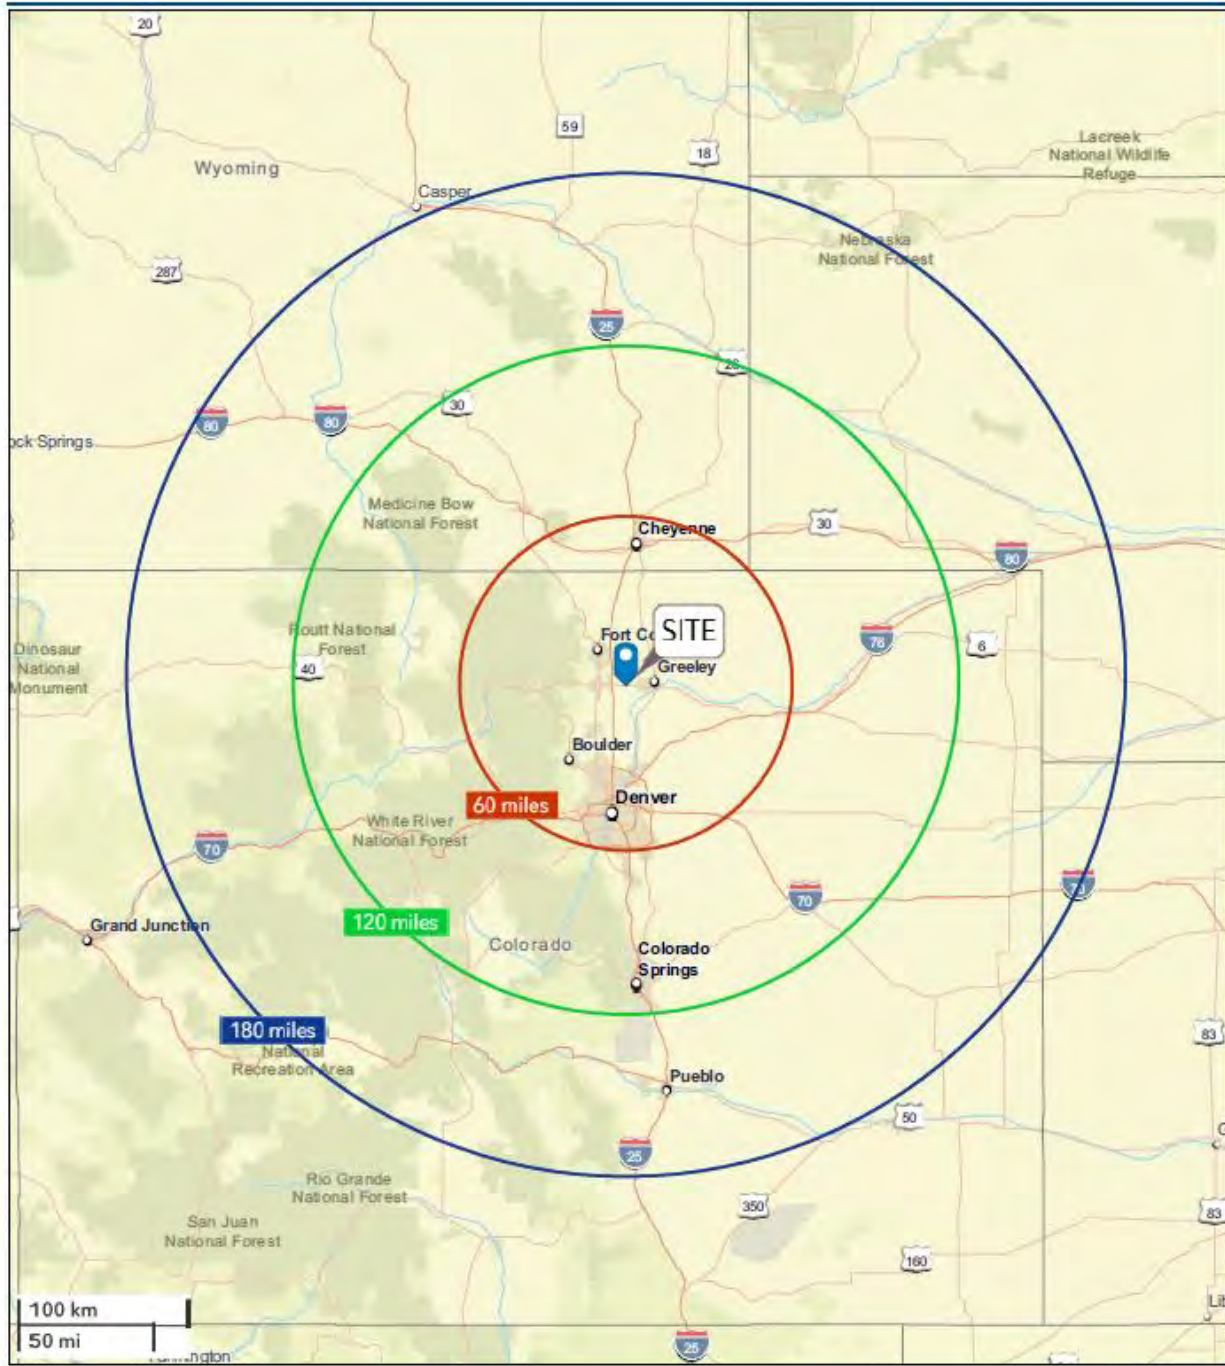 20
59
18
Lacreek
National Wildlife
Refuge
Wyoming
Casper
Nebraska
National Forest
287
25
26
30
80
80
ock Springs
Medicine Bow
National Forest
Cheyenne
30
80
Routt National
Forest
Fort Co
SITE
76
6
Dinosaur
National
Monument
40
Greeley
Boulder
60 miles
Denver
White River
National Forest
70
70
70
120 miles
Grand Junction
Colorado
Colorado
Springs
180 miles
National
Recreation Area
83
Pueblo
50
25
Rio Grande
National Forest
350
83
San Juan
National Forest
160
100 km
50 mi
25
Lib